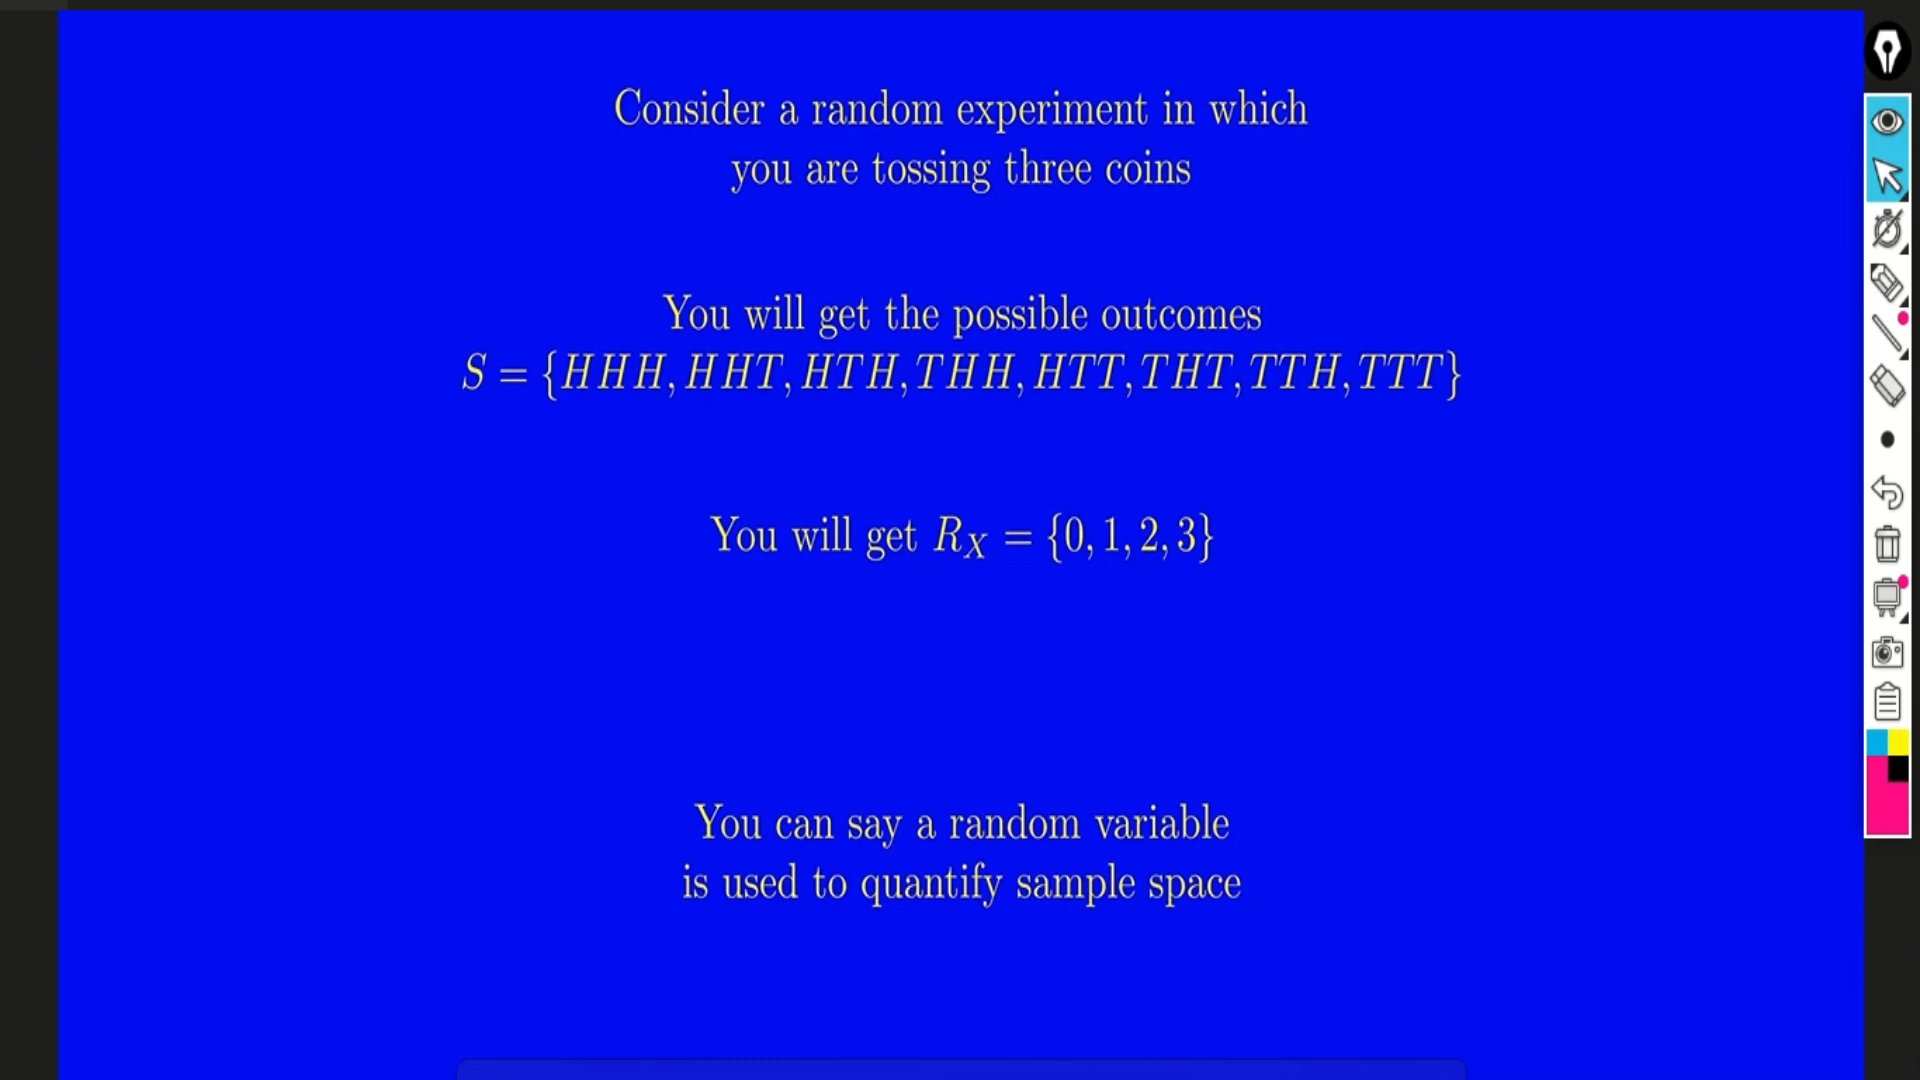 Consider a random experiment in which
you are tossing three coins
You will get the possible outcomes
S = {HHH, HHT, HTH, THH, HTT, THT, TTH, TTT}
You will get R_X = {0, 1, 2, 3}
You can say a random variable
is used to quantify sample space